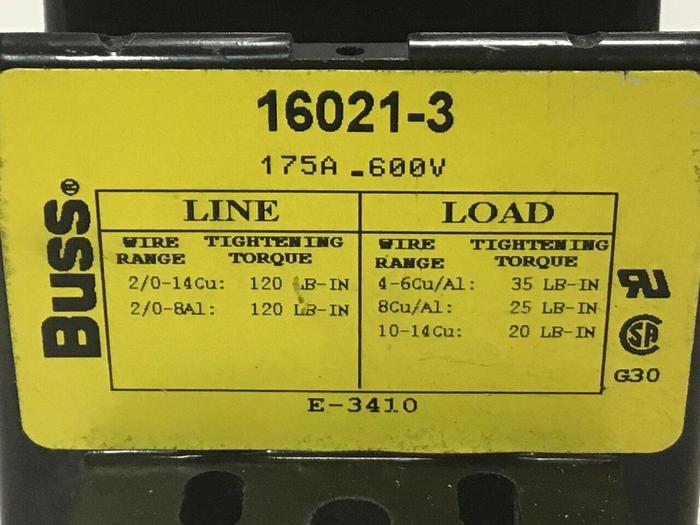 16021-3
175A 600V
BUSS®
LINE
WIRE RANGE TIGHTENING TORQUE
2/0-14Cu: 120 LB-IN
2/0-8Al: 120 LB-IN
LOAD
WIRE RANGE TIGHTENING TORQUE
4-6Cu/Al: 35 LB-IN
8Cu/Al: 25 LB-IN
10-14Cu: 20 LB-IN
RU
SA
G30
E-3410